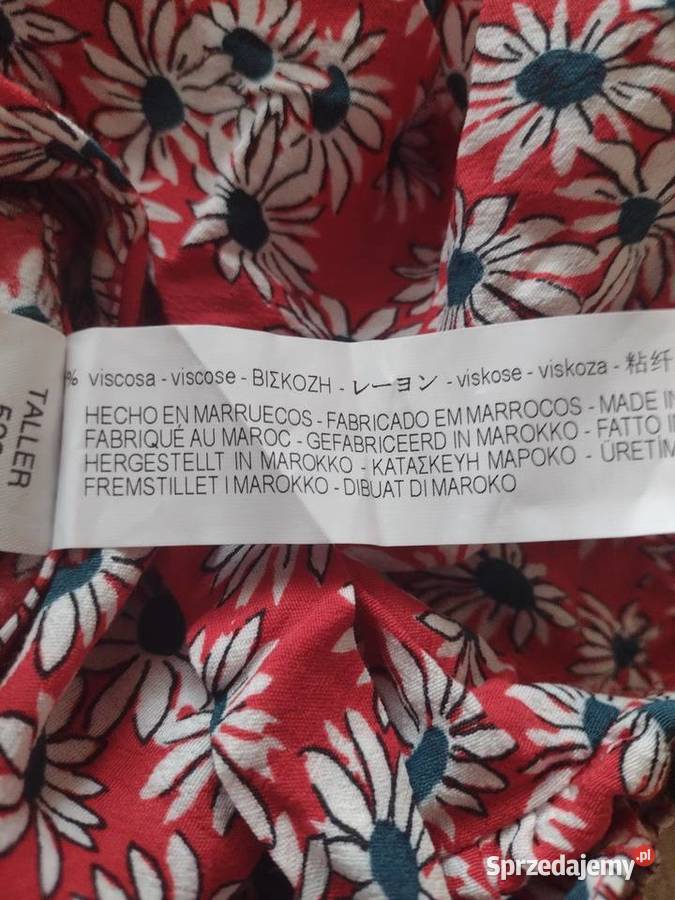 % viscosa - viscose - ΒΙΣΚΟΖΗ - レーヨン - viskose - viskoza - 粘纤
HECHO EN MARRUECOS - FABRICADO EM MARROCOS - MADE IN
FABRIQUÉ AU MAROC - GEFABRICEERD IN MAROKKO - FATTO IN
HERGESTELLT IN MAROKKO - ΚΑΤΑΣΚΕΥΗ ΜΑΡΟΚΟ - ÜRETİM
FREMSTILLET I MAROKKO - DIBUAT DI MAROKO
TALLER
Sprzedajemy.pl